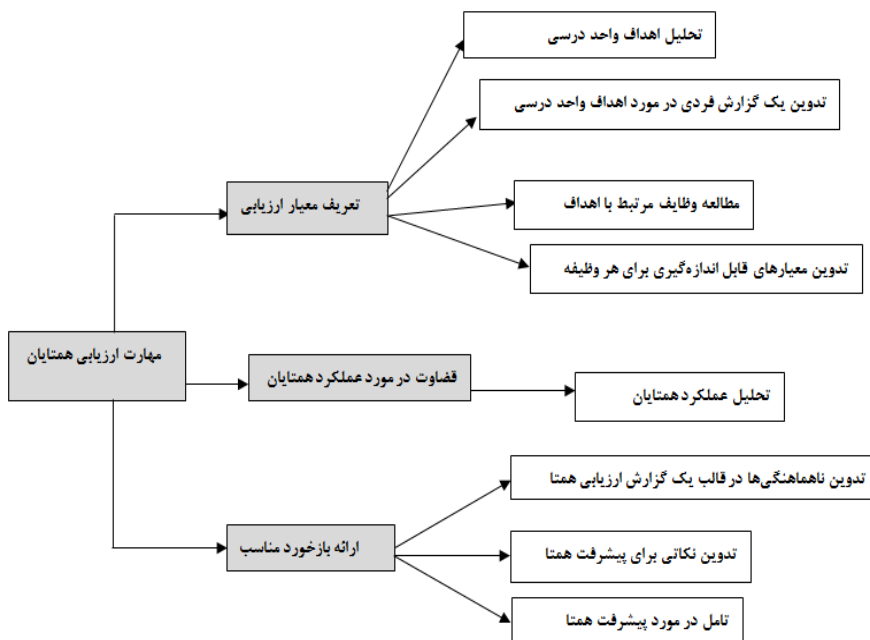 تحلیل اهداف واحد درسی
تدوین یک گزارش فردی در مورد اهداف واحد درسی
تعریف معیار ارزیابی
مطالعه وظایف مرتبط با اهداف
تدوین معیارهای قابل اندازه‌گیری برای هر وظیفه
مهارت ارزیابی همتایان
قضاوت در مورد عملکرد همتایان
تحلیل عملکرد همتایان
تدوین ناهماهنگی‌ها در قالب یک گزارش ارزیابی همتا
ارائه بازخورد مناسب
تدوین نکاتی برای پیشرفت همتا
تامل در مورد پیشرفت همتا